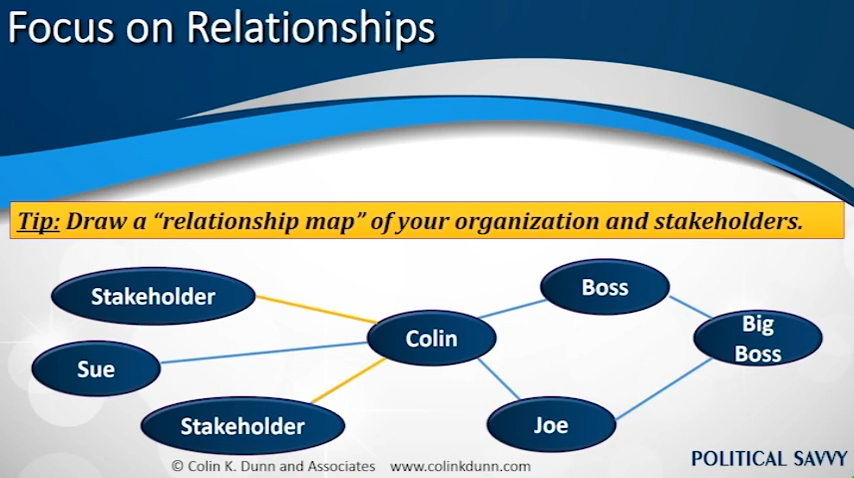 Focus on Relationships
Tip: Draw a “relationship map” of your organization and stakeholders.
Stakeholder
Boss
Colin
Big
Boss
Sue
Stakeholder
Joe
© Colin K. Dunn and Associates www.colinkdunn.com
POLITICAL SAVVY